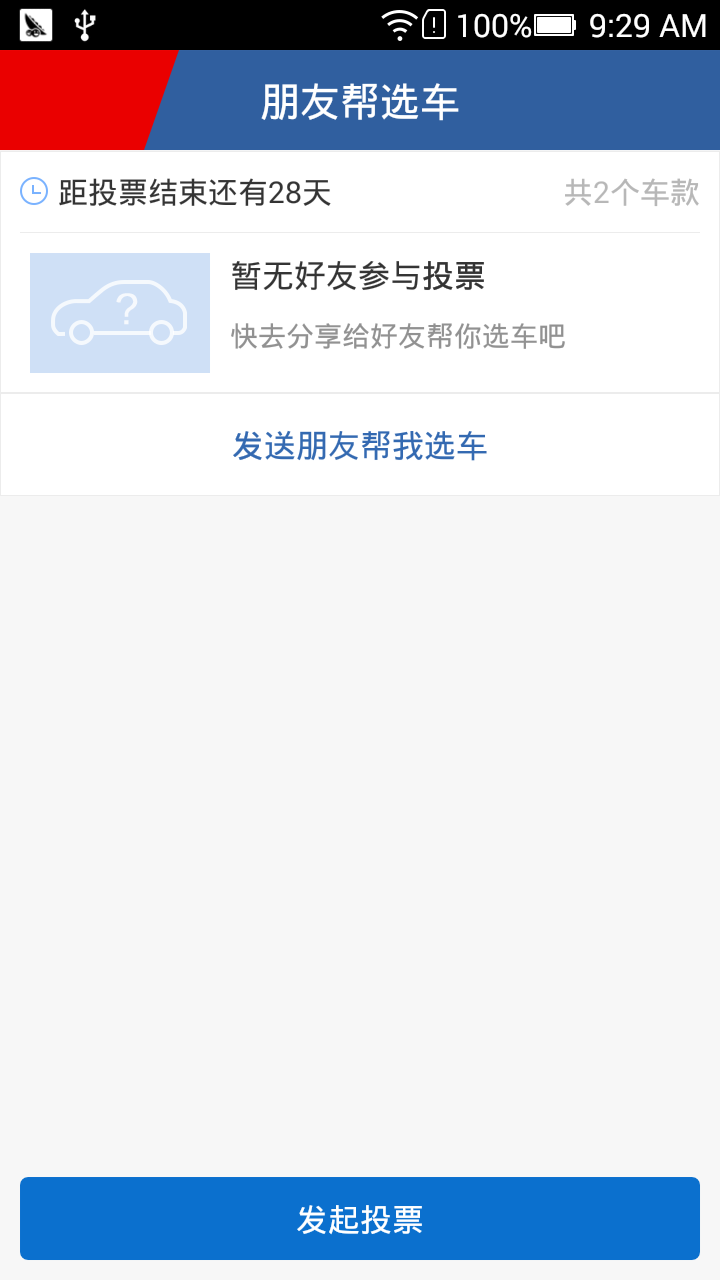 100% 9:29 AM
朋友帮选车
距投票结束还有28天 共2个车款
?
暂无好友参与投票
快去分享给好友帮你选车吧
发送朋友帮我选车
发起投票